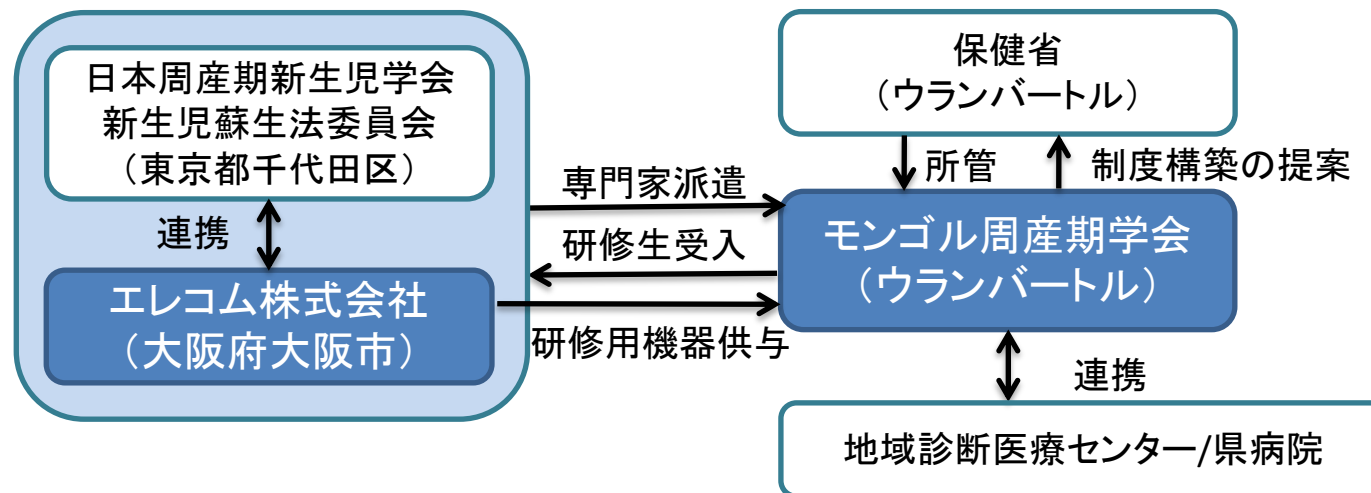 日本周産期新生児学会
新生児蘇生法委員会
（東京都千代田区）
連携
エレコム株式会社
（大阪府大阪市）
専門家派遣
研修生受入
研修用機器供与
保健省
（ウランバートル）
所管
制度構築の提案
モンゴル周産期学会
（ウランバートル）
連携
地域診断医療センター/県病院